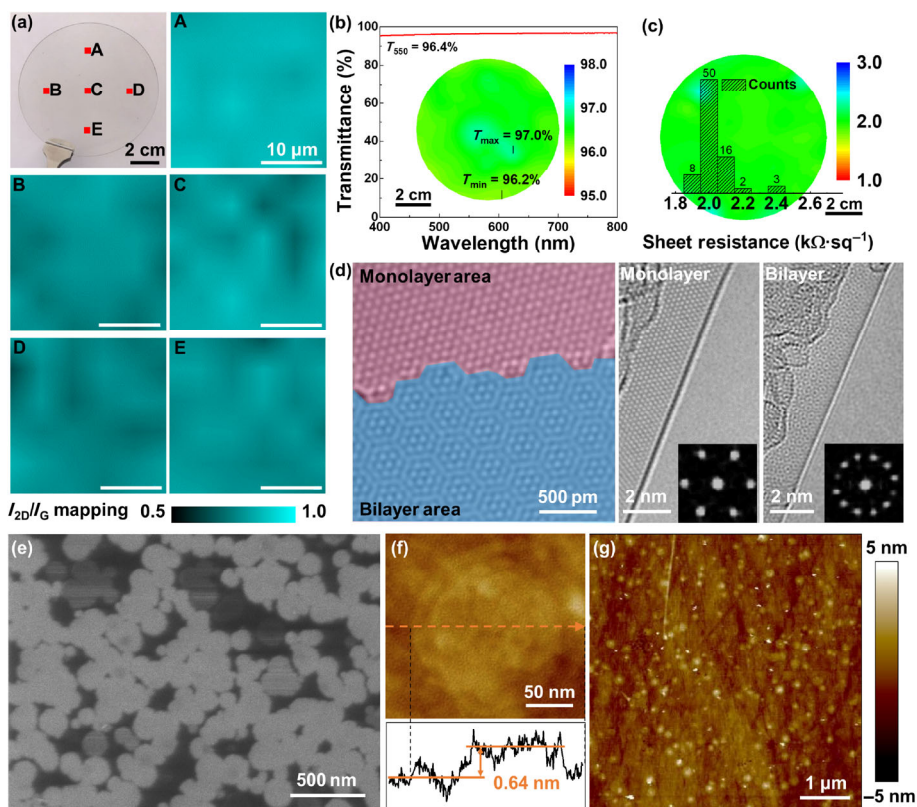 (a)
A
B
C
D
E
2 cm
A
10 μm
B
C
D
E
I2D/IG mapping
0.5
1.0
(b)
Transmittance (%)
100
80
60
40
20
0
T550 = 96.4%
Tmax = 97.0%
Tmin = 96.2%
2 cm
98.0
97.0
96.0
95.0
400
500
600
700
800
Wavelength (nm)
(c)
50
Counts
8
16
2
3
1.8
2.0
2.2
2.4
2.6
2 cm
3.0
2.0
1.0
Sheet resistance (kΩ·sq−1)
(d)
Monolayer area
Bilayer area
500 pm
Monolayer
2 nm
Bilayer
2 nm
(e)
500 nm
(f)
50 nm
0.64 nm
(g)
1 μm
5 nm
−5 nm